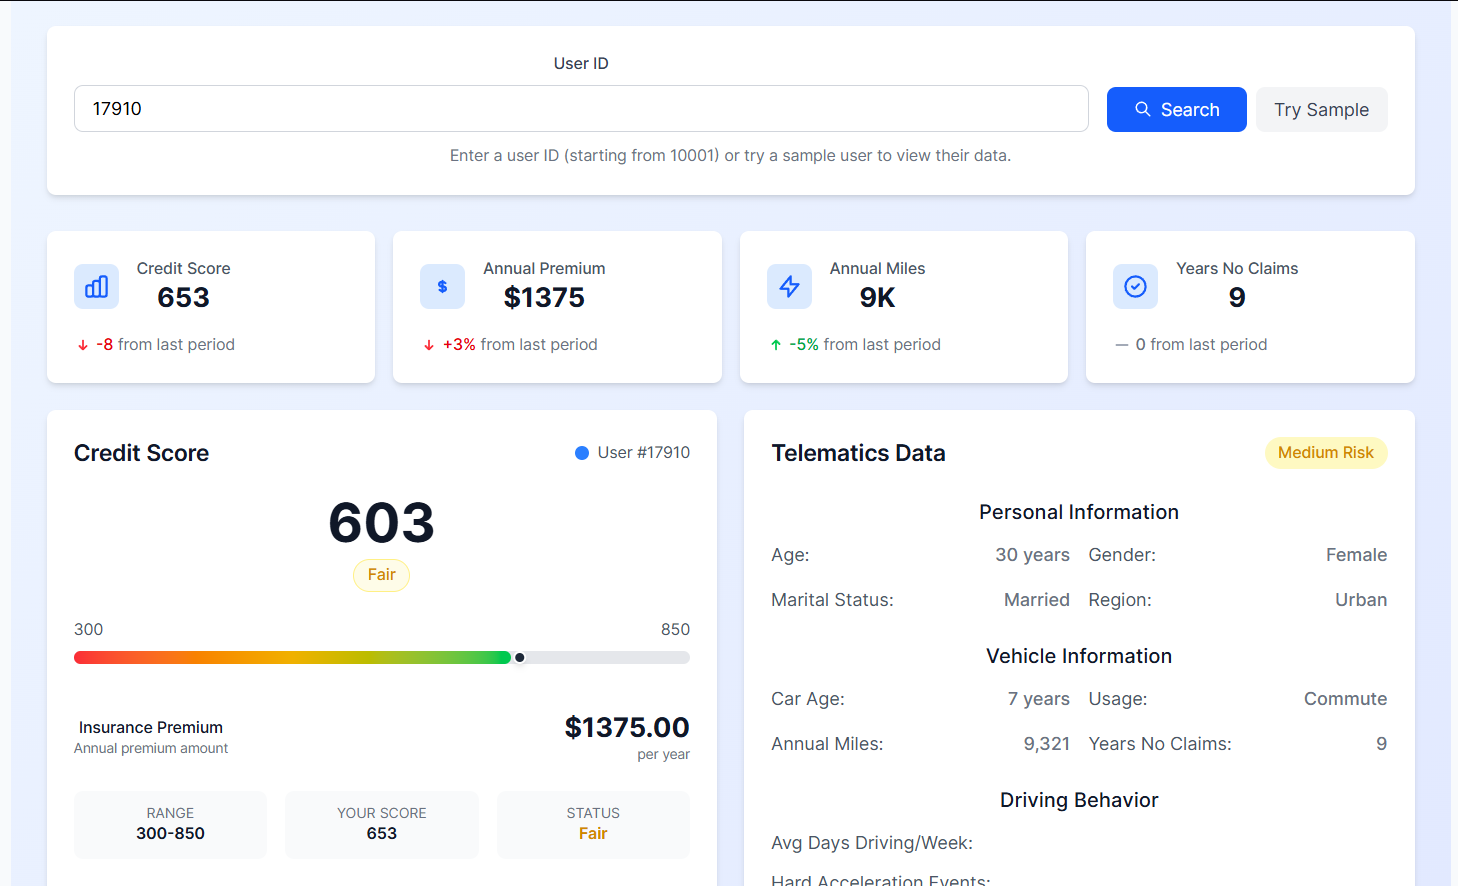 User ID
17910
Search
Try Sample
Enter a user ID (starting from 10001) or try a sample user to view their data.
Credit Score
653
-8 from last period
Annual Premium
$1375
+3% from last period
Annual Miles
9K
-5% from last period
Years No Claims
9
0 from last period
Credit Score
User #17910
603
Fair
300
850
Insurance Premium
Annual premium amount
$1375.00
per year
RANGE
300-850
YOUR SCORE
653
STATUS
Fair
Telematics Data
Medium Risk
Personal Information
Age: 30 years Gender: Female
Marital Status: Married Region: Urban
Vehicle Information
Car Age: 7 years Usage: Commute
Annual Miles: 9,321 Years No Claims: 9
Driving Behavior
Avg Days Driving/Week:
Hard Acceleration Events: